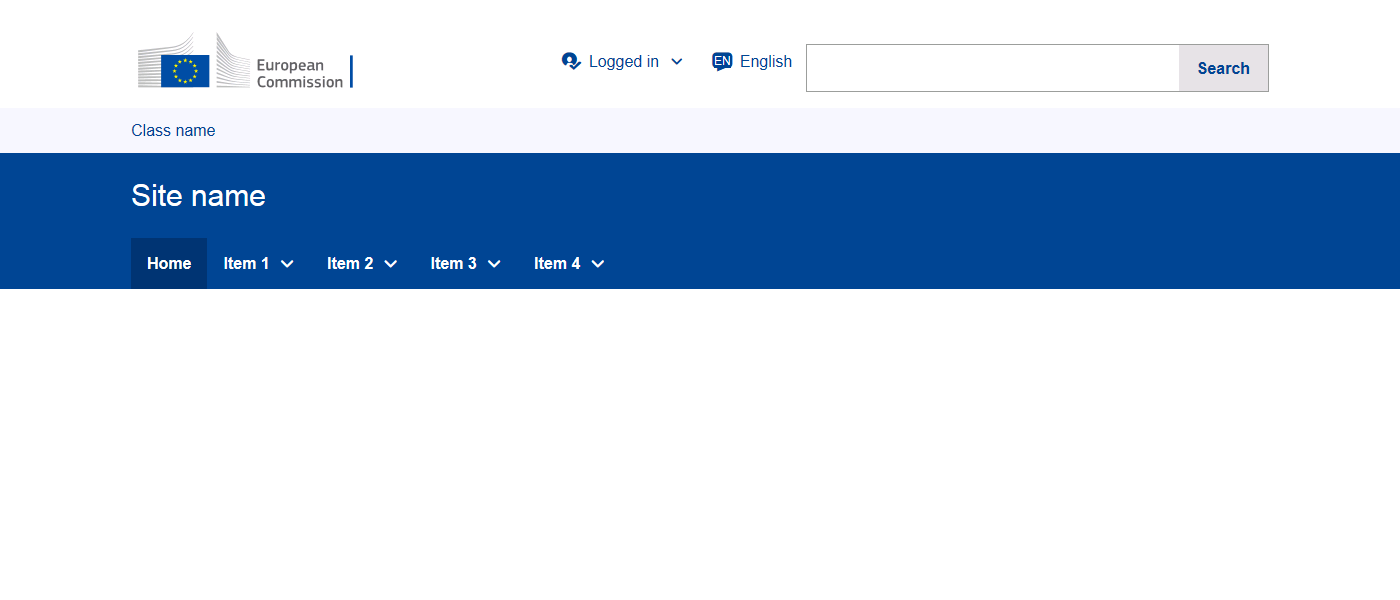 European
Commission
Logged in
EN English
Search
Class name
Site name
Home Item 1 Item 2 Item 3 Item 4